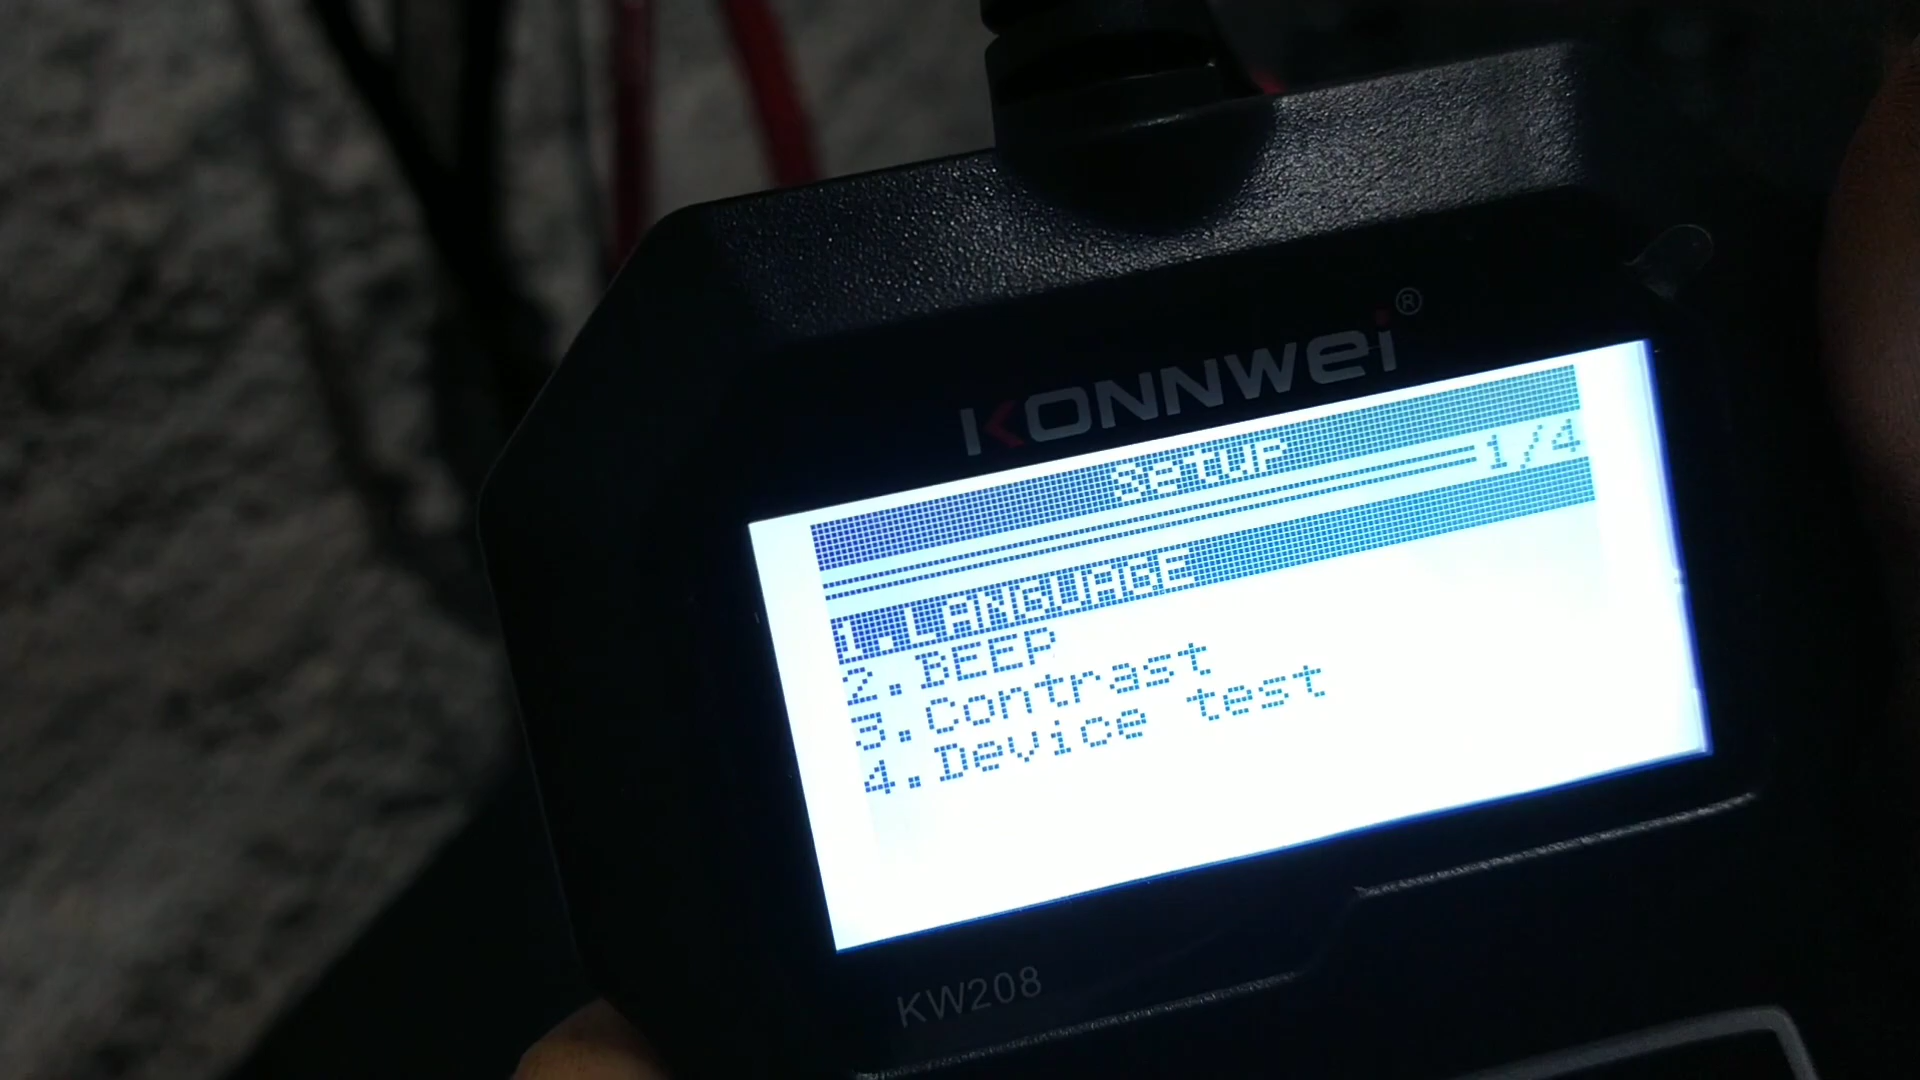 KONNWEI®
SETUP
1/4
1.LANGUAGE
2.BEEP
3.Contrast
4.Device test
KW208